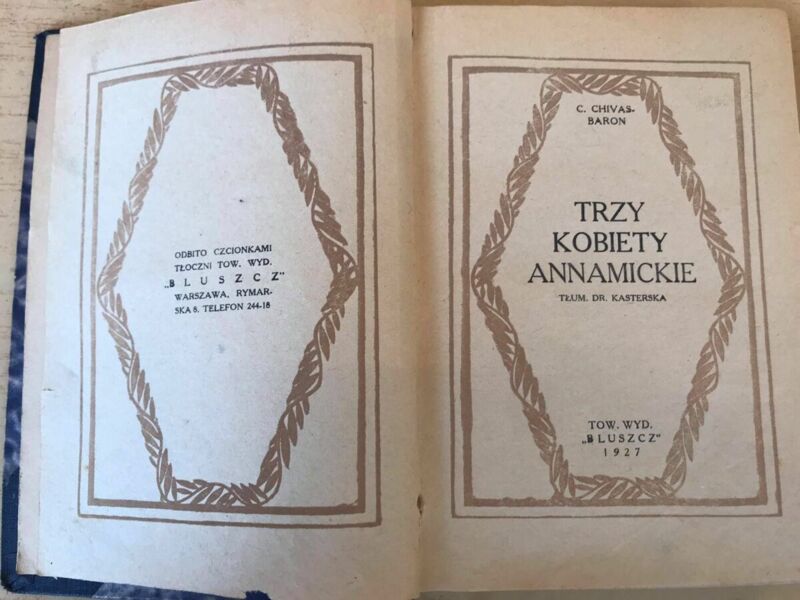 ODBITO CZCIONKAMI
TŁOCZNI TOW. WYD.
„BLUSZCZ"
WARSZAWA, RYMAR-
SKA 8. TELEFON 244-18
C. CHIVAS-
BARON
TRZY
KOBIETY
ANNAMICKIE
TŁUM. DR. KASTERSKA
TOW. WYD.
„BLUSZCZ"
1927